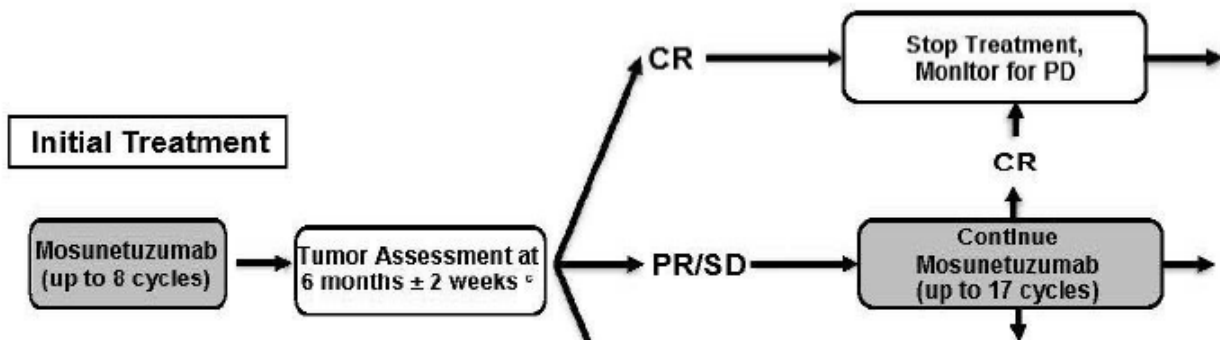 CR
Stop Treatment,
Monitor for PD
Initial Treatment
CR
Mosunetuzumab
(up to 8 cycles)
Tumor Assessment at
6 months ± 2 weeks ᶜ
PR/SD
Continue
Mosunetuzumab
(up to 17 cycles)